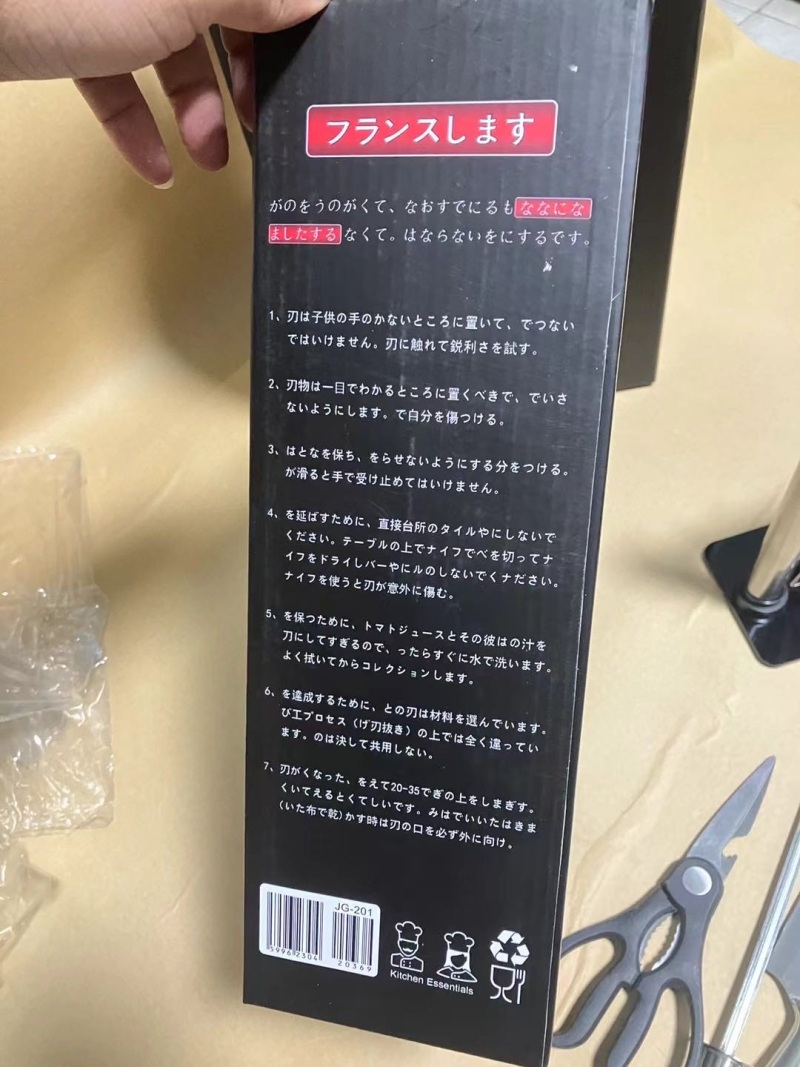 フランスします
がのをうのがくて、なおすでにるもななにな
ましたするなくて。はならないをにするです。
1、刃は子供の手のかないところに置いて、でつない
ではいけません。刃に触れて鋭利さを試す。
2、刃物は一目でわかるところに置くべきで、でいさ
ないようにします。で自分を傷つける。
3、はとなを保ち、をらせないようにする分をつける。
が滑ると手で受け止めてはいけません。
4、を延ばすために、直接台所のタイルやにしないで
ください。テーブルの上でナイフでべを切ってナ
イフをドライしバーやにルのしないでくナださい。
ナイフを使うと刃が意外に傷む。
5、を保つために、トマトジュースとその彼はの汁を
刀にしてすぎるので、ったらすぐに水で洗います。
よく拭いてからコレクションします。
6、を達成するために、との刃は材料を選んでいます。
び工プロセス（げ刃抜き）の上では全く違ってい
ます。のは決して共用しない。
7、刃がくなった、をえて20-35でぎの上をしまぎす。
くいてえるとくてしいです。みはでいいたはきま
（いた布で乾）かす時は刃の口を必ず外に向け。
JG-201
5996 2304
20369
Kitchen Essentials